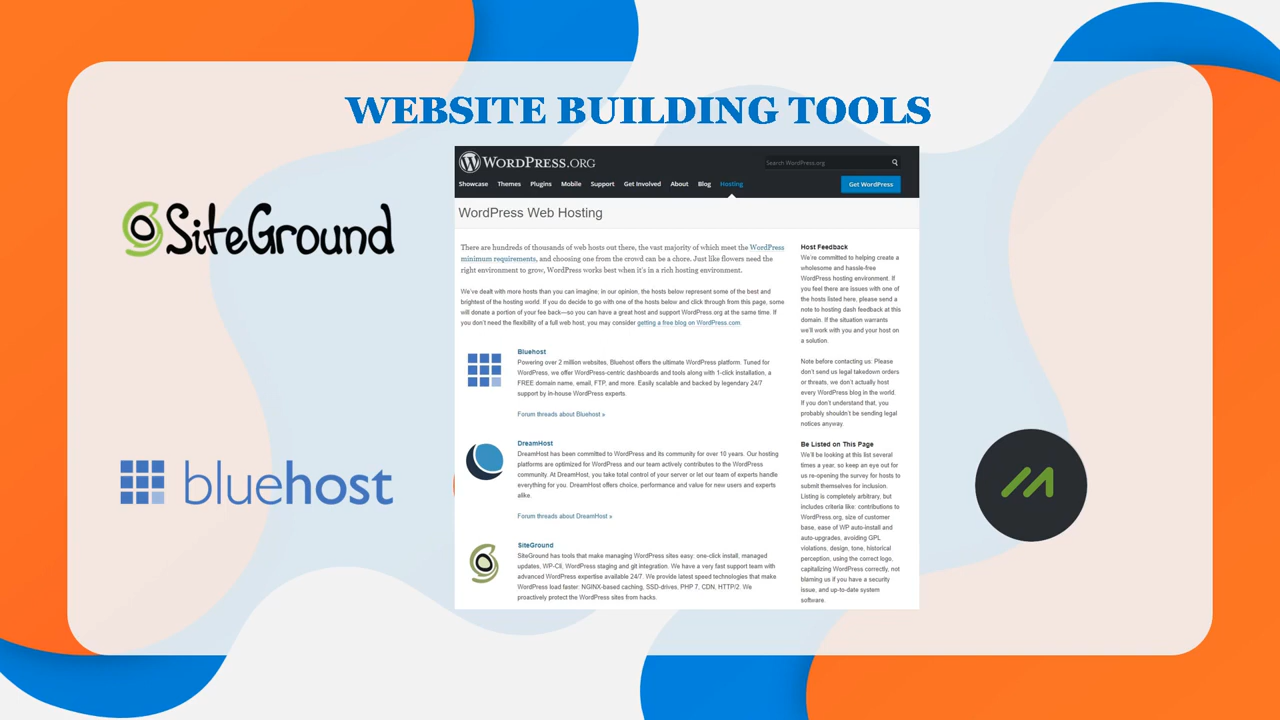 WEBSITE BUILDING TOOLS
SiteGround
bluehost
WORDPRESS.ORG
Search WordPress.org
Showcase Themes Plugins Mobile Support Get Involved About Blog Hosting
Get WordPress
WordPress Web Hosting
There are hundreds of thousands of web hosts out there, the vast majority of which meet the WordPress
minimum requirements, and choosing one from the crowd can be a chore. Just like flowers need the
right environment to grow, WordPress works best when it's in a rich hosting environment.
We've dealt with more hosts than you can imagine; in our opinion, the hosts below represent some of the best and
brightest of the hosting world. If you do decide to go with one of the hosts below and click through from this page, some
will donate a portion of your fee back—so you can have a great host and support WordPress.org at the same time. If
you don't need the flexibility of a full web host, you may consider getting a free blog on WordPress.com.
Bluehost
Powering over 2 million websites, Bluehost offers the ultimate WordPress platform. Tuned for
WordPress, we offer WordPress-centric dashboards and tools along with 1-click installation, a
FREE domain name, email, FTP, and more. Easily scalable and backed by legendary 24/7
support by in-house WordPress experts.
Forum threads about Bluehost »
DreamHost
DreamHost has been committed to WordPress and its community for over 10 years. Our hosting
platforms are optimized for WordPress and our team actively contributes to the WordPress
community. At DreamHost, you take total control of your server or let our team of experts handle
everything for you. DreamHost offers choice, performance and value for new users and experts
alike.
Forum threads about DreamHost »
SiteGround
SiteGround has tools that make managing WordPress sites easy: one-click install, managed
updates, WP-Cli, WordPress staging and git integration. We have a very fast support team with
advanced WordPress expertise available 24/7. We provide latest speed technologies that make
WordPress load faster: NGINX-based caching, SSD-drives, PHP 7, CDN, HTTP/2. We
proactively protect the WordPress sites from hacks.
Host Feedback
We're committed to helping create a
wholesome and hassle-free
WordPress hosting environment. If
you feel there are issues with one of
the hosts listed here, please send a
note to hosting dash feedback at this
domain. If the situation warrants
we'll work with you and your host on
a solution.
Note before contacting us: Please
don't send us legal takedown orders
or threats, we don't actually host
every WordPress blog in the world.
If you don't understand that, you
probably shouldn't be sending legal
notices anyway.
Be Listed on This Page
We'll be looking at this list several
times a year, so keep an eye out for
us re-opening the survey for hosts to
submit themselves for inclusion.
Listing is completely arbitrary, but
includes criteria like: contributions to
WordPress.org, size of customer
base, ease of WP auto-install and
auto-upgrades, avoiding GPL
violations, design, tone, historical
perception, using the correct logo,
capitalizing WordPress correctly, not
blaming us if you have a security
issue, and up-to-date system
software.